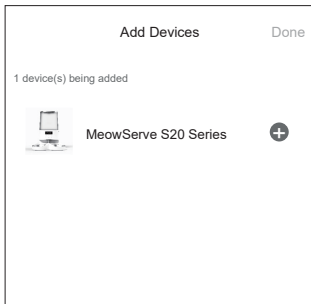 Add Devices
Done
1 device(s) being added
MeowServe S20 Series